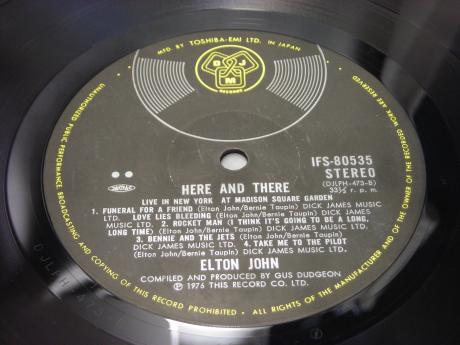 MFG BY TOSHIBA-EMI LTD. IN JAPAN
DJM
RECORDS
IFS-80535
STEREO
(DJLPH-473-B)
33⅓ r. p. m.
HERE AND THERE
LIVE IN NEW YORK AT MADISON SQUARE GARDEN
1. FUNERAL FOR A FRIEND (Elton John/Bernie Taupin) DICK JAMES MUSIC
LTD. LOVE LIES BLEEDING (Elton John/Bernie Taupin) DICK JAMES
MUSIC LTD. 2. ROCKET MAN (I THINK IT'S GOING TO BE A LONG,
LONG TIME) (Elton John/Bernie Taupin) DICK JAMES MUSIC LTD.
3. BENNIE AND THE JETS (Elton John/Bernie Taupin) DICK
JAMES MUSIC LTD. 4. TAKE ME TO THE PILOT
(Elton John/Bernie Taupin) DICK JAMES MUSIC LTD.
ELTON JOHN
COMPILED AND PRODUCED BY GUS DUDGEON
Ⓟ 1976 THIS RECORD CO. LTD.
UNAUTHORIZED PUBLIC PERFORMANCE, BROADCASTING AND COPYING OF THIS RECORD PROHIBITED • ALL RIGHTS OF THE MANUFACTURER AND OF THE OWNER OF THE RECORDED WORK ARE RESERVED